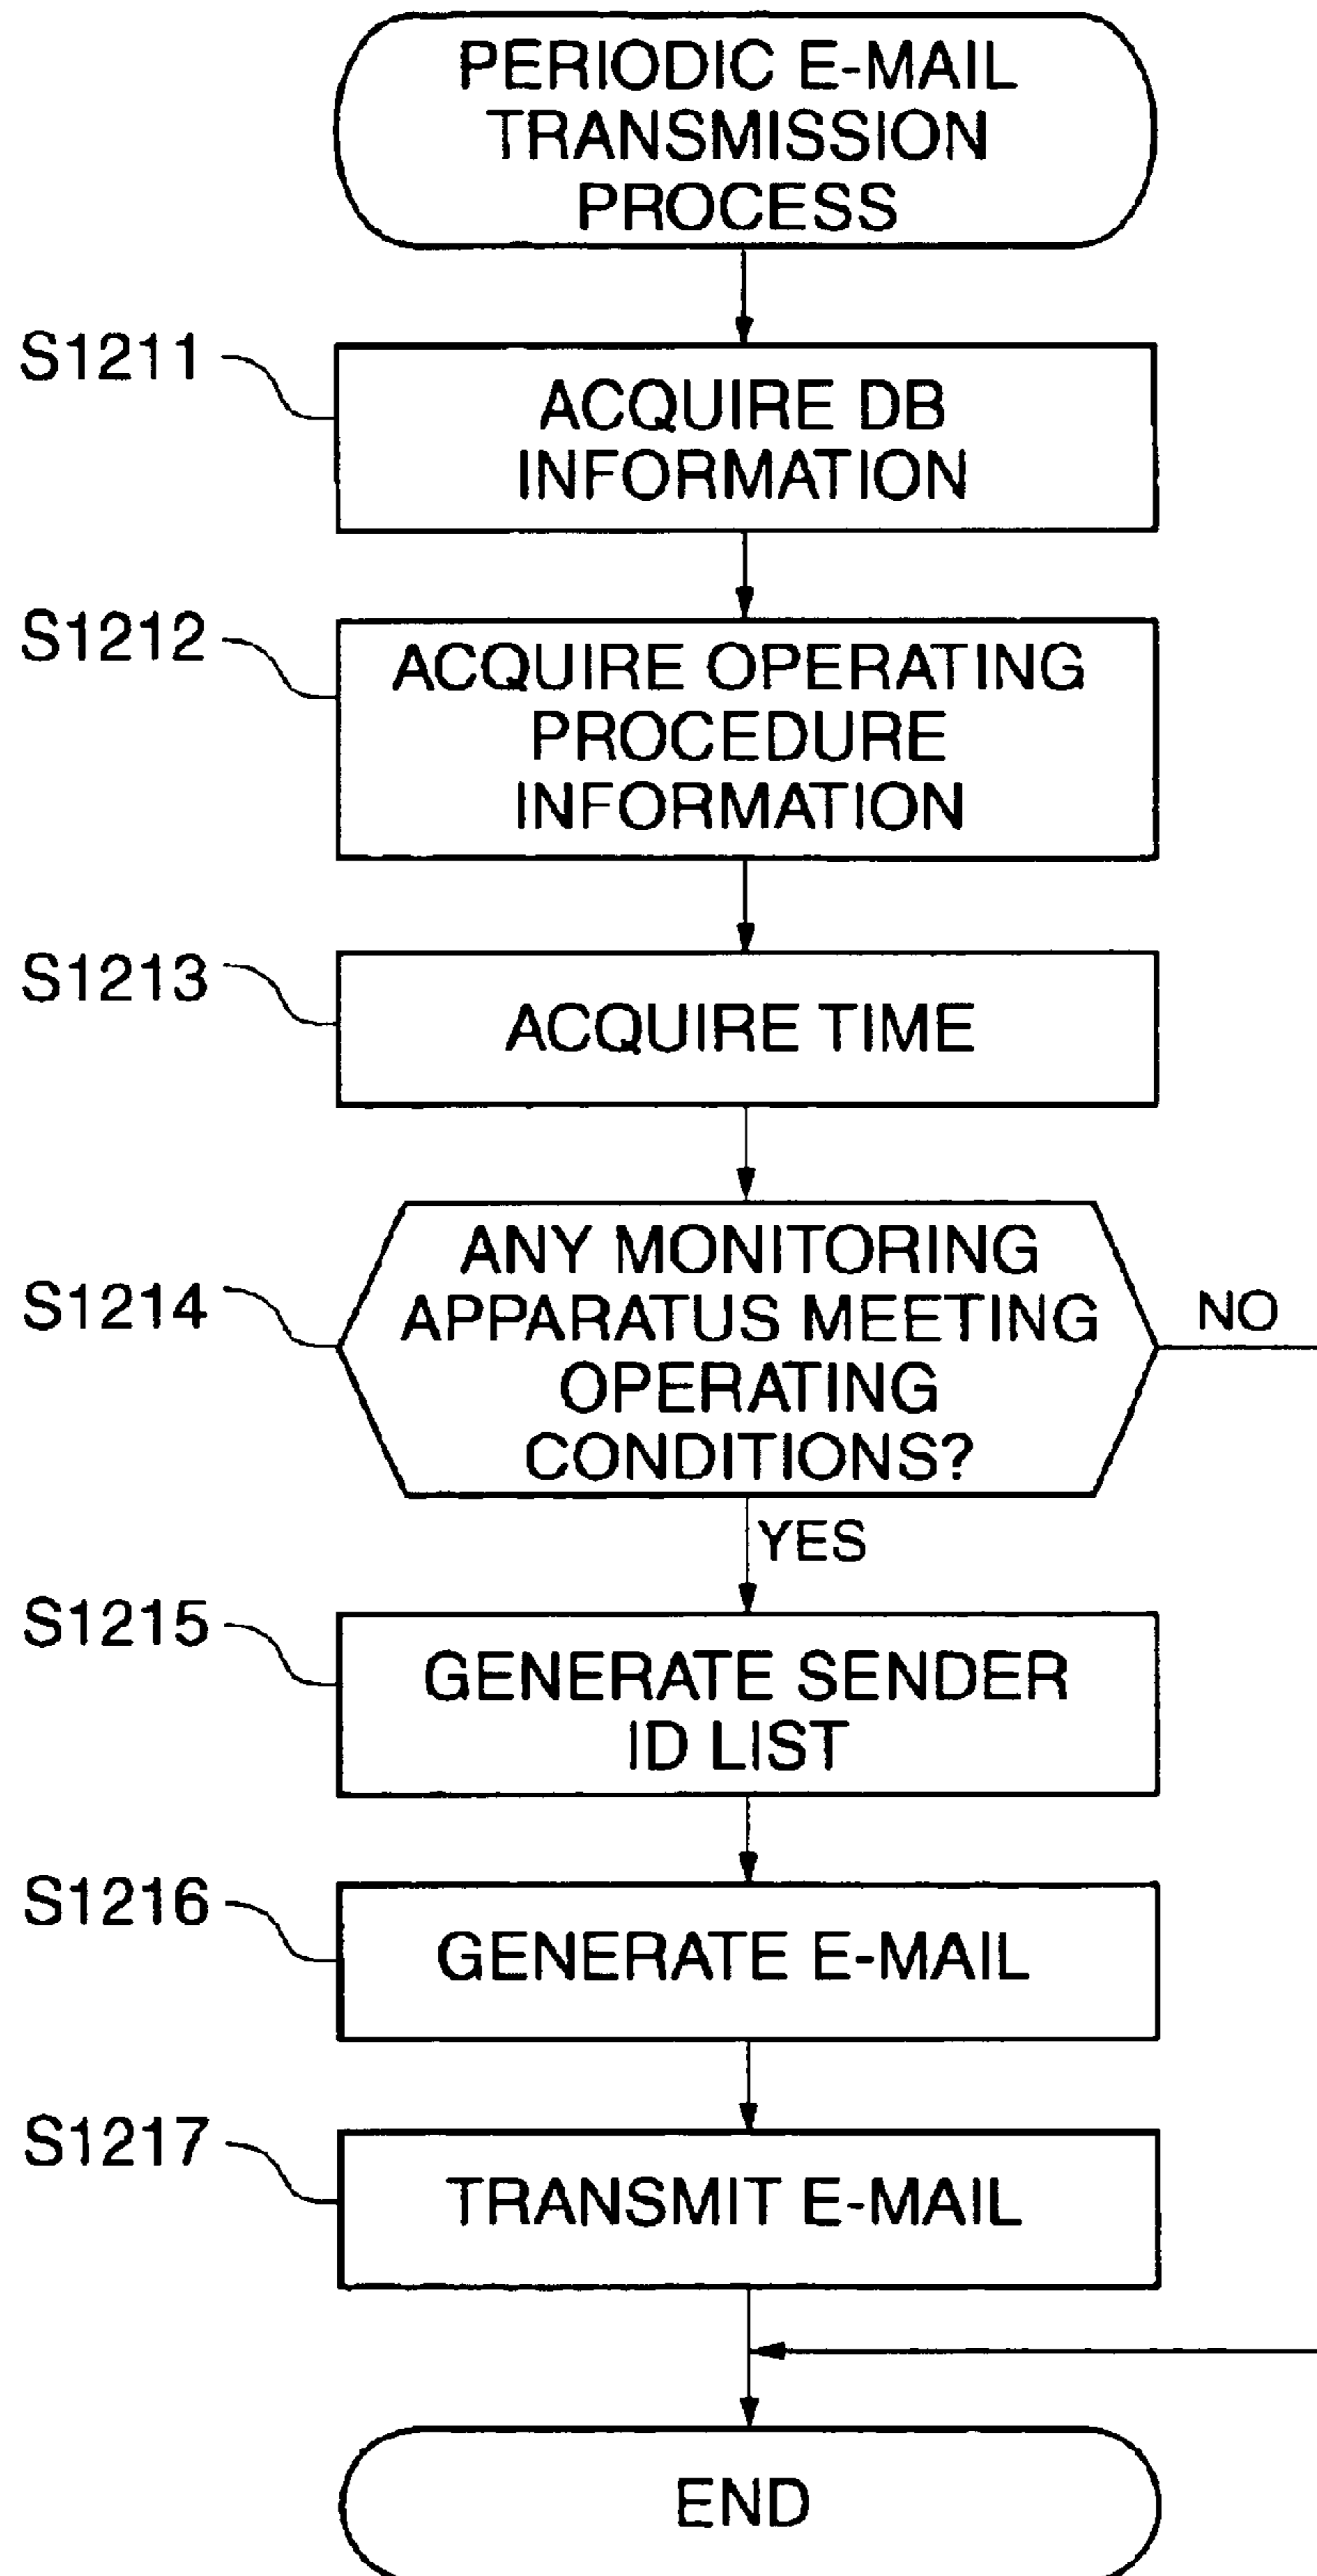 PERIODIC E-MAIL
TRANSMISSION
PROCESS
S1211
ACQUIRE DB
INFORMATION
S1212
ACQUIRE OPERATING
PROCEDURE
INFORMATION
S1213
ACQUIRE TIME
S1214
ANY MONITORING
APPARATUS MEETING
OPERATING
CONDITIONS?
NO
YES
S1215
GENERATE SENDER
ID LIST
S1216
GENERATE E-MAIL
S1217
TRANSMIT E-MAIL
END